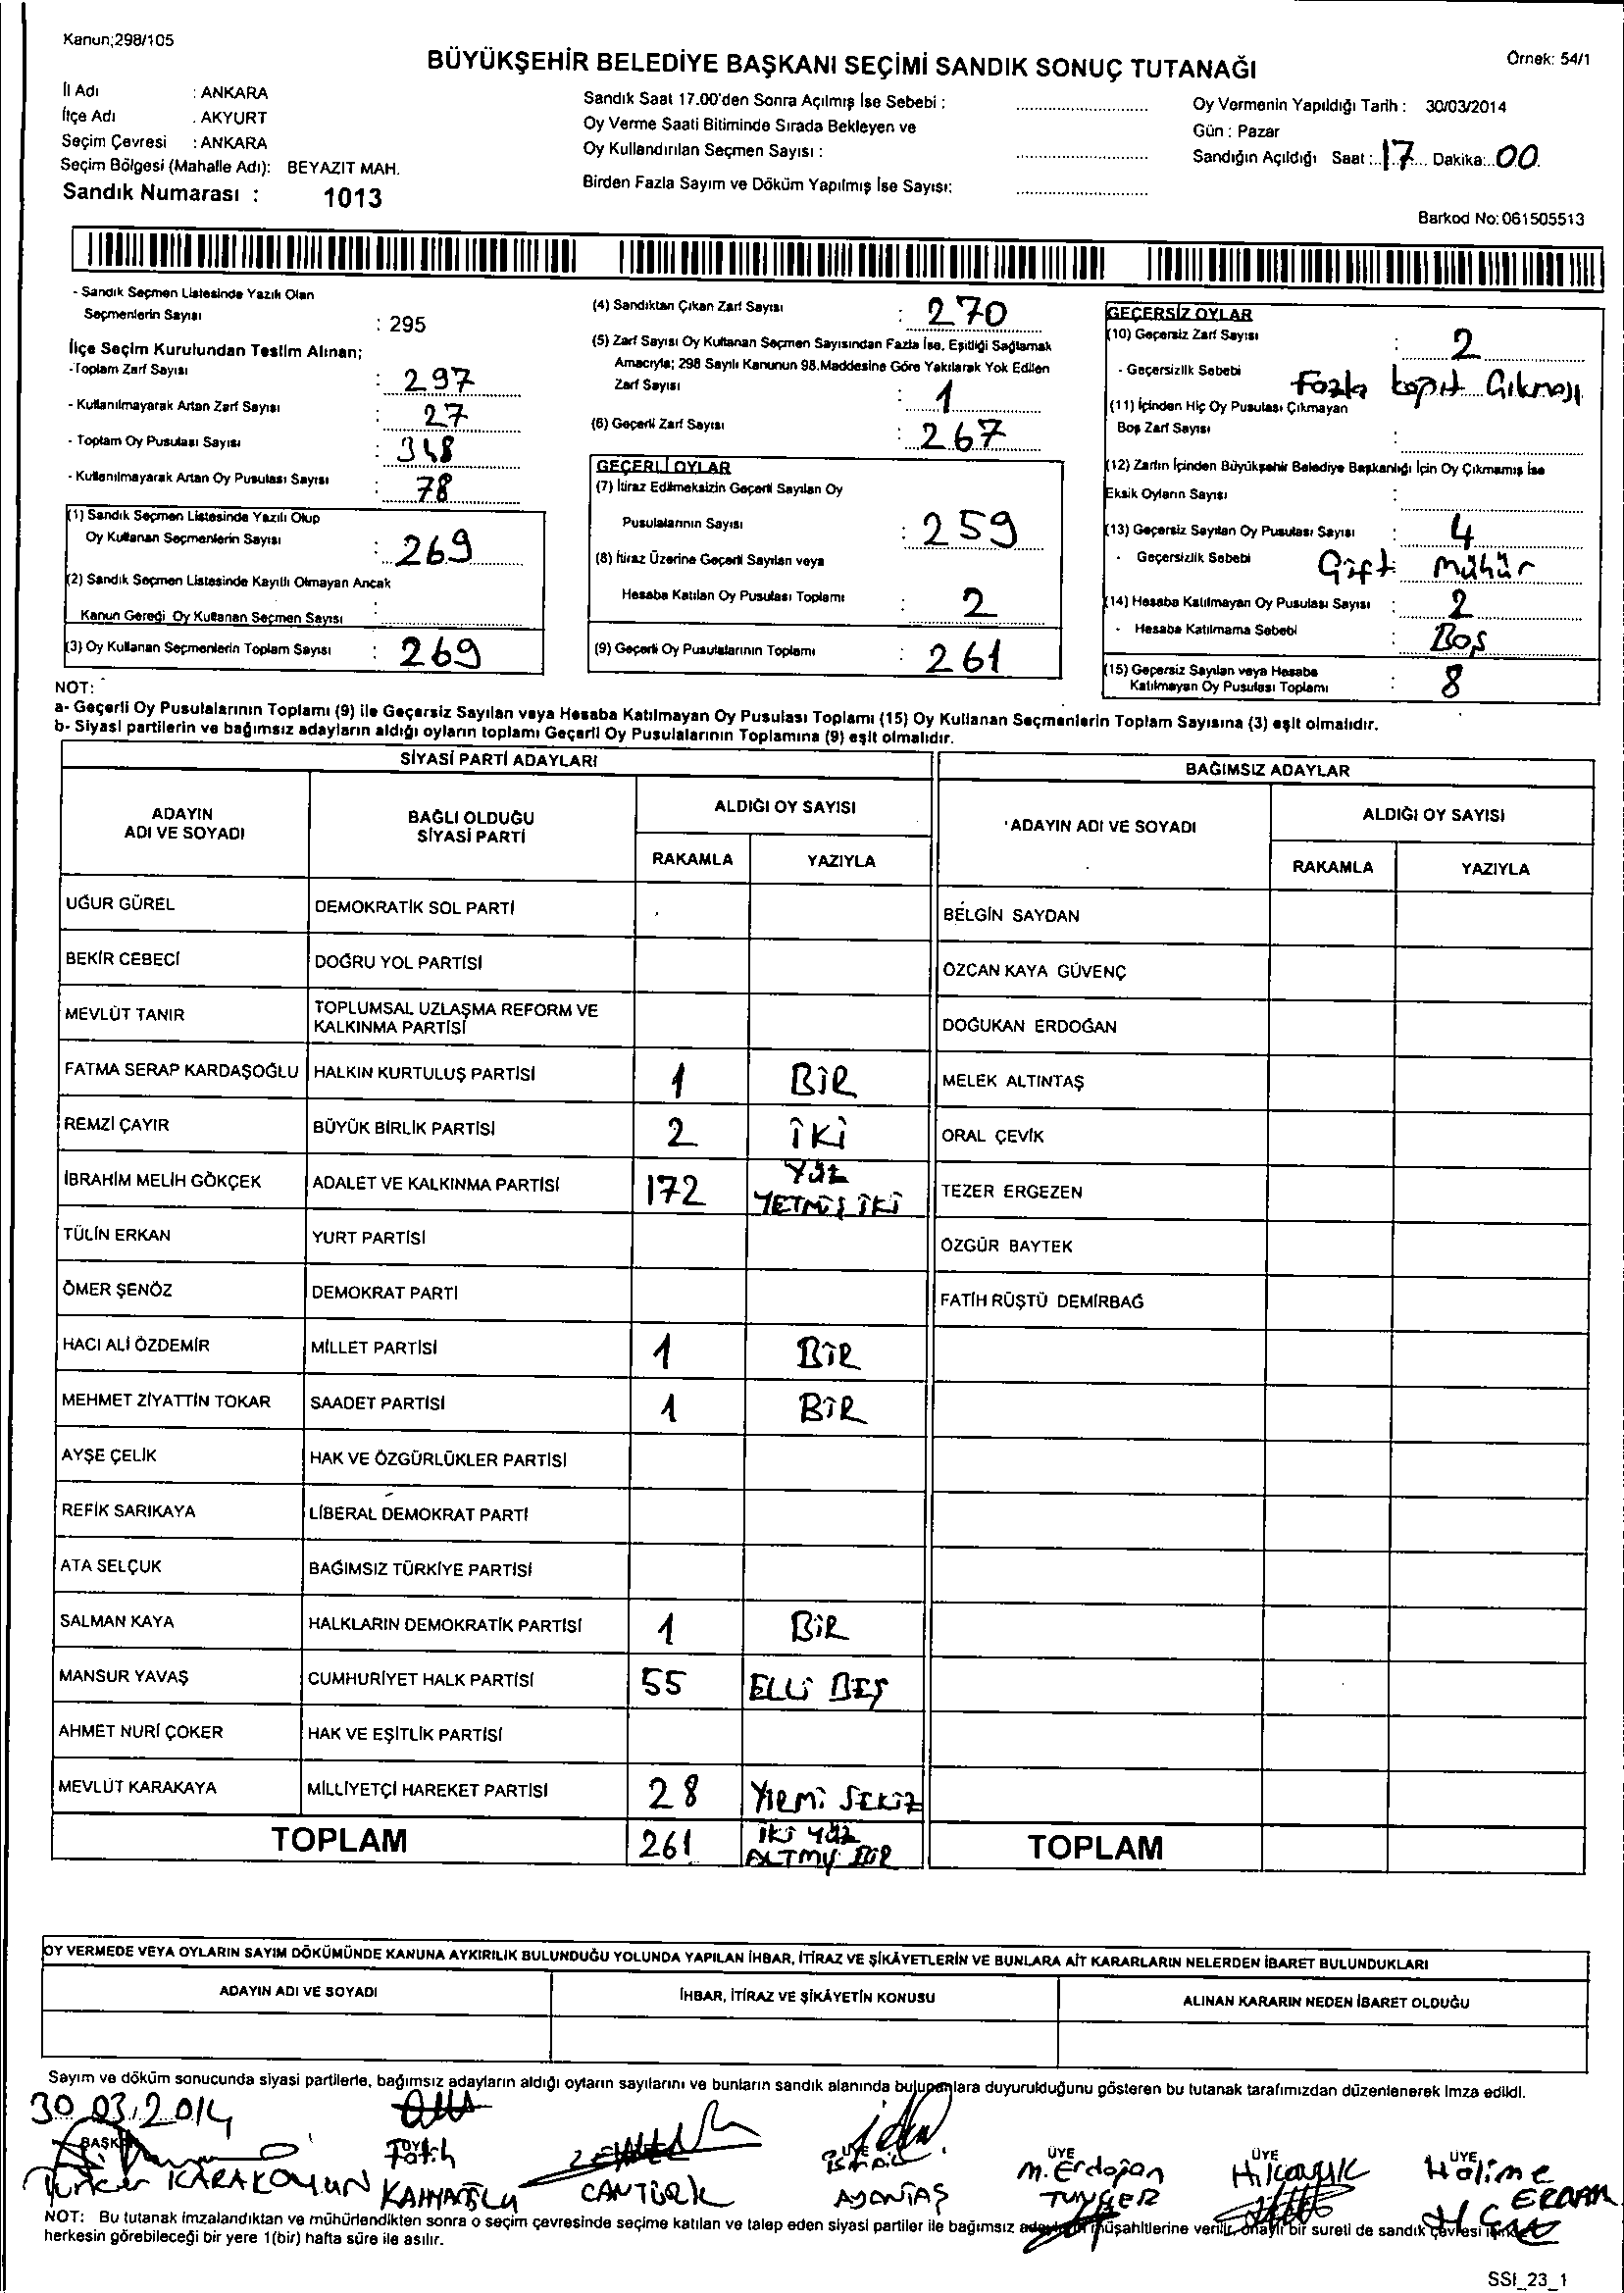 Kanun;298/105
BÜYÜKŞEHİR BELEDİYE BAŞKANI SEÇİMİ SANDIK SONUÇ TUTANAĞI
Örnek: 54/1
İl Adı : ANKARA
İlçe Adı : AKYURT
Seçim Çevresi : ANKARA
Seçim Bölgesi (Mahalle Adı): BEYAZIT MAH.
Sandık Numarası : 1013
Sandık Saat 17.00'den Sonra Açılmış İse Sebebi :
Oy Verme Saati Bitiminde Sırada Bekleyen ve
Oy Kullandırılan Seçmen Sayısı :
Birden Fazla Sayım ve Döküm Yapılmış İse Sayısı:
Oy Vermenin Yapıldığı Tarih : 30/03/2014
Gün : Pazar
Sandığın Açıldığı Saat : 17 Dakika: 00
Barkod No: 061505513
- Sandık Seçmen Listesinde Yazılı Olan
Seçmenlerin Sayısı : 295
İlçe Seçim Kurulundan Teslim Alınan;
-Toplam Zarf Sayısı : 297
- Kullanılmayarak Artan Zarf Sayısı : 27
- Toplam Oy Pusulası Sayısı : 348
- Kullanılmayarak Artan Oy Pusulası Sayısı : 78
(1) Sandık Seçmen Listesinde Yazılı Olup
Oy Kullanan Seçmenlerin Sayısı : 269
(2) Sandık Seçmen Listesinde Kayıtlı Olmayan Ancak
Kanun Gereği Oy Kullanan Seçmen Sayısı :
(3) Oy Kullanan Seçmenlerin Toplam Sayısı : 269
(4) Sandıktan Çıkan Zarf Sayısı : 270
(5) Zarf Sayısı Oy Kullanan Seçmen Sayısından Fazla İse, Eşitliği Sağlamak
Amacıyla; 298 Sayılı Kanunun 98.Maddesine Göre Yakılarak Yok Edilen
Zarf Sayısı : 1
(6) Geçerli Zarf Sayısı : 267
GEÇERLİ OYLAR
(7) İtiraz Edilmeksizin Geçerli Sayılan Oy
Pusulalarının Sayısı : 259
(8) İtiraz Üzerine Geçerli Sayılan veya
Hesaba Katılan Oy Pusulası Toplamı : 2
(9) Geçerli Oy Pusulalarının Toplamı : 261
GEÇERSİZ OYLAR
(10) Geçersiz Zarf Sayısı : 2
- Geçersizlik Sebebi Fazla Çıkması
(11) İçinden Hiç Oy Pusulası Çıkmayan
Boş Zarf Sayısı :
(12) Zarfın İçinden Büyükşehir Belediye Başkanlığı İçin Oy Çıkmamış İse
Eksik Oyların Sayısı :
(13) Geçersiz Sayılan Oy Pusulası Sayısı : 4
- Geçersizlik Sebebi Çift mühür
(14) Hesaba Katılmayan Oy Pusulası Sayısı : 2
- Hesaba Katılmama Sebebi : Boş
(15) Geçersiz Sayılan veya Hesaba
Katılmayan Oy Pusulası Toplamı : 8
NOT:
a- Geçerli Oy Pusulalarının Toplamı (9) ile Geçersiz Sayılan veya Hesaba Katılmayan Oy Pusulası Toplamı (15) Oy Kullanan Seçmenlerin Toplam Sayısına (3) eşit olmalıdır.
b- Siyasi partilerin ve bağımsız adayların aldığı oyların toplamı Geçerli Oy Pusulalarının Toplamına (9) eşit olmalıdır.
SİYASİ PARTİ ADAYLARI
BAĞIMSIZ ADAYLAR
ADAYIN ADI VE SOYADI
BAĞLI OLDUĞU SİYASİ PARTİ
ALDIĞI OY SAYISI
RAKAMLA YAZIYLA
ADAYIN ADI VE SOYADI
ALDIĞI OY SAYISI
RAKAMLA YAZIYLA
UĞUR GÜREL DEMOKRATİK SOL PARTİ BELGİN SAYDAN
BEKİR CEBECİ DOĞRU YOL PARTİSİ ÖZCAN KAYA GÜVENÇ
MEVLÜT TANIR TOPLUMSAL UZLAŞMA REFORM VE KALKINMA PARTİSİ DOĞUKAN ERDOĞAN
FATMA SERAP KARDAŞOĞLU HALKIN KURTULUŞ PARTİSİ 1 BİR MELEK ALTINTAŞ
REMZİ ÇAYIR BÜYÜK BİRLİK PARTİSİ 2 İKİ ORAL ÇEVİK
İBRAHİM MELİH GÖKÇEK ADALET VE KALKINMA PARTİSİ 172 YÜZ YETMİŞ İKİ TEZER ERGEZEN
TÜLİN ERKAN YURT PARTİSİ ÖZGÜR BAYTEK
ÖMER ŞENÖZ DEMOKRAT PARTİ FATİH RÜŞTÜ DEMİRBAĞ
HACI ALİ ÖZDEMİR MİLLET PARTİSİ 1 BİR
MEHMET ZİYATTİN TOKAR SAADET PARTİSİ 1 BİR
AYŞE ÇELİK HAK VE ÖZGÜRLÜKLER PARTİSİ
REFİK SARIKAYA LİBERAL DEMOKRAT PARTİ
ATA SELÇUK BAĞIMSIZ TÜRKİYE PARTİSİ
SALMAN KAYA HALKLARIN DEMOKRATİK PARTİSİ 1 BİR
MANSUR YAVAŞ CUMHURİYET HALK PARTİSİ 55 ELLİ BEŞ
AHMET NURİ ÇOKER HAK VE EŞİTLİK PARTİSİ
MEVLÜT KARAKAYA MİLLİYETÇİ HAREKET PARTİSİ 28 YİRMİ SEKİZ
TOPLAM 261 İKİ YÜZ ALTMIŞ BİR TOPLAM
OY VERMEDE VEYA OYLARIN SAYIM DÖKÜMÜNDE KANUNA AYKIRILIK BULUNDUĞU YOLUNDA YAPILAN İHBAR, İTİRAZ VE ŞİKÂYETLERİN VE BUNLARA AİT KARARLARIN NELERDEN İBARET BULUNDUKLARI
ADAYIN ADI VE SOYADI İHBAR, İTİRAZ VE ŞİKÂYETİN KONUSU ALINAN KARARIN NEDEN İBARET OLDUĞU
Sayım ve döküm sonucunda siyasi partilerle, bağımsız adayların aldığı oyların sayılarını ve bunların sandık alanında bulunanlara duyurulduğunu gösteren bu tutanak tarafımızdan düzenlenerek imza edildi.
30.03.2014
ÜYE ÜYE ÜYE
Fatih M. Erdoğan Halime
KARAKOYUN CANTÜRK TUNÇER ERCAN
NOT: Bu tutanak imzalandıktan ve mühürlendikten sonra o seçim çevresinde seçime katılan ve talep eden siyasi partiler ile bağımsız adayların müşahitlerine verilir, onaylı bir sureti de sandık çevresi içinde
herkesin görebileceği bir yere 1(bir) hafta süre ile asılır.
SSI_23_1